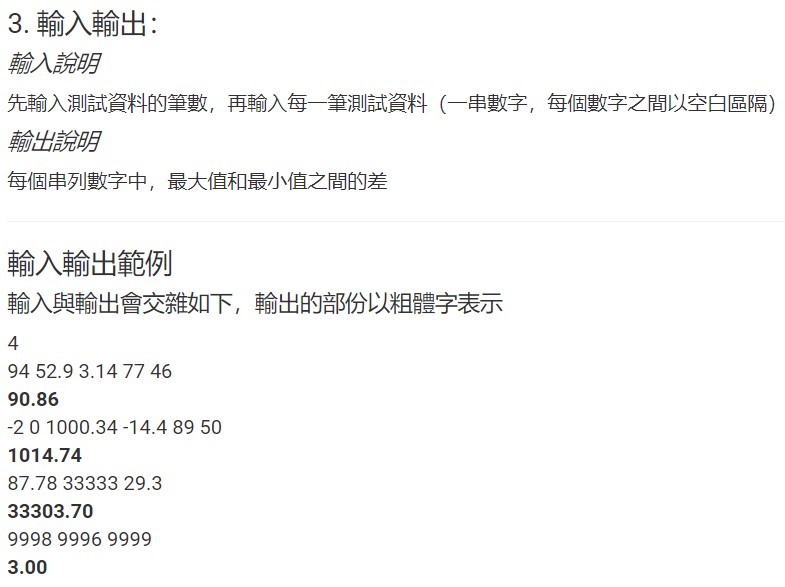 3. 輸入輸出：
輸入說明
先輸入測試資料的筆數，再輸入每一筆測試資料（一串數字，每個數字之間以空白區隔）
輸出說明
每個串列數字中，最大值和最小值之間的差
輸入輸出範例
輸入與輸出會交雜如下，輸出的部份以粗體字表示
4
94 52.9 3.14 77 46
90.86
-2 0 1000.34 -14.4 89 50
1014.74
87.78 33333 29.3
33303.70
9998 9996 9999
3.00